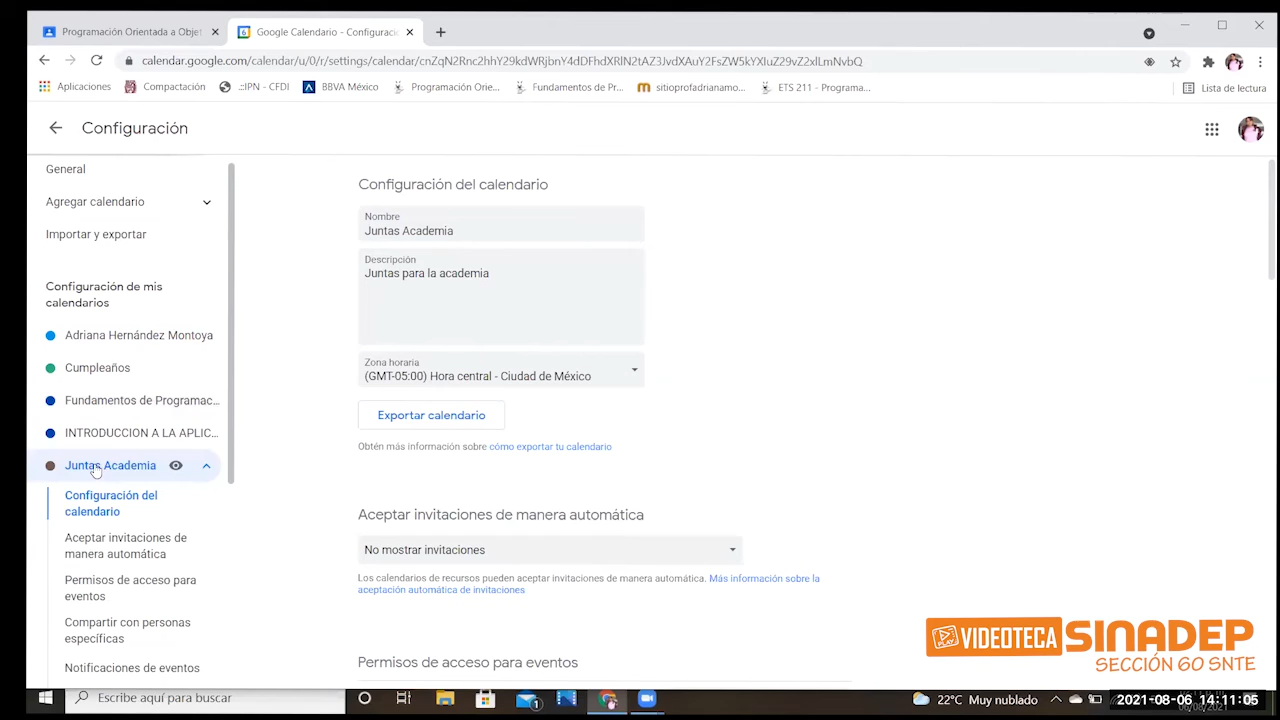 Programación Orientada a Obje
Google Calendario - Configuraci
calendar.google.com/calendar/u/0/r/settings/calendar/cnZqN2Rnc2hhY29kdWRjbnY4dDFhdXRlN2tAZ3JvdXAuY2FsZW5kYXIuZ29vZ2xlLmNvbQ
Aplicaciones
Compactación
.::IPN - CFDI
BBVA México
Programación Orie...
Fundamentos de Pr...
sitioprofadrianamo...
ETS 211 - Programa...
Lista de lectura
Configuración
General
Agregar calendario
Importar y exportar
Configuración de mis
calendarios
Adriana Hernández Montoya
Cumpleaños
Fundamentos de Programac...
INTRODUCCION A LA APLIC...
Juntas Academia
Configuración del
calendario
Aceptar invitaciones de
manera automática
Permisos de acceso para
eventos
Compartir con personas
específicas
Notificaciones de eventos
Configuración del calendario
Nombre
Juntas Academia
Descripción
Juntas para la academia
Zona horaria
(GMT-05:00) Hora central - Ciudad de México
Exportar calendario
Obtén más información sobre cómo exportar tu calendario
Aceptar invitaciones de manera automática
No mostrar invitaciones
Los calendarios de recursos pueden aceptar invitaciones de manera automática. Más información sobre la
aceptación automática de invitaciones
Permisos de acceso para eventos
PLAY
VIDEOTECA SINADEP
SECCIÓN 60 SNTE
Escribe aquí para buscar
1
22°C Muy nublado
2021-08-06 14:11:05
06/08/2021